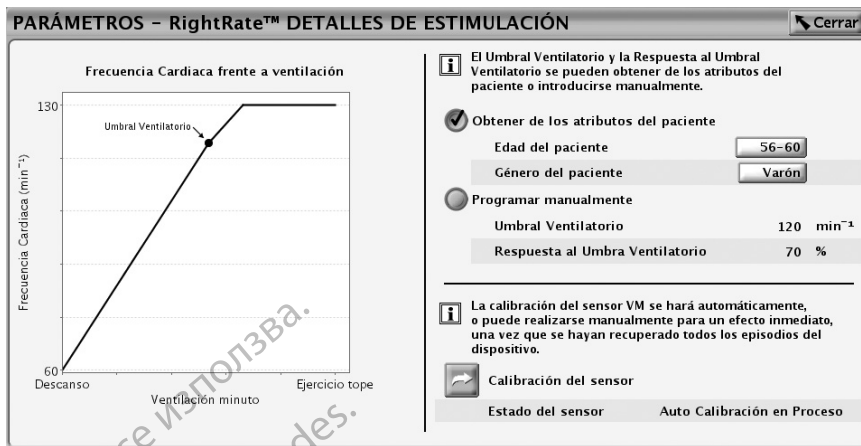 PARÁMETROS – RightRate™ DETALLES DE ESTIMULACIÓN
Cerrar
Frecuencia Cardiaca frente a ventilación
130
Umbral Ventilatorio
Frecuencia Cardiaca (min⁻¹)
60
Descanso
Ejercicio tope
Ventilación minuto
El Umbral Ventilatorio y la Respuesta al Umbral
Ventilatorio se pueden obtener de los atributos del
paciente o introducirse manualmente.
Obtener de los atributos del paciente
Edad del paciente 56-60
Género del paciente Varón
Programar manualmente
Umbral Ventilatorio 120 min⁻¹
Respuesta al Umbra Ventilatorio 70 %
La calibración del sensor VM se hará automáticamente,
o puede realizarse manualmente para un efecto inmediato,
una vez que se hayan recuperado todos los episodios del
dispositivo.
Calibración del sensor
Estado del sensor Auto Calibración en Proceso
се използва.
des.